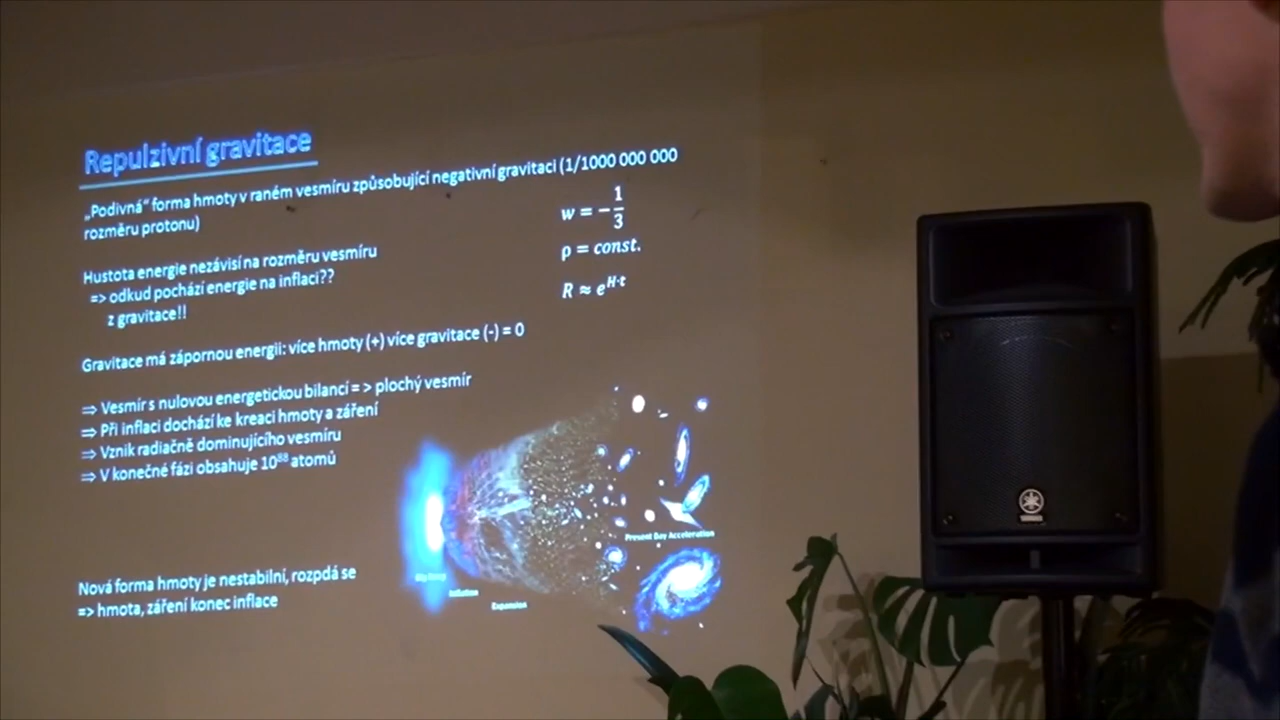 Repulzivní gravitace
„Podivná“ forma hmoty v raném vesmíru způsobující negativní gravitaci (1/1000 000 000
rozměru protonu)
w = −1/3
ρ = const.
R ≈ e^{H·t}
Hustota energie nezávisí na rozměru vesmíru
=> odkud pochází energie na inflaci??
z gravitace!!
Gravitace má zápornou energii: více hmoty (+) více gravitace (-) = 0
⇒ Vesmír s nulovou energetickou bilancí = > plochý vesmír
⇒ Při inflaci dochází ke kreaci hmoty a záření
⇒ Vznik radiačně dominujícího vesmíru
⇒ V konečné fázi obsahuje 10^88 atomů
Present Day Acceleration
Inflation
Expansion
Nová forma hmoty je nestabilní, rozpdá se
=> hmota, záření konec inflace
YAMAHA